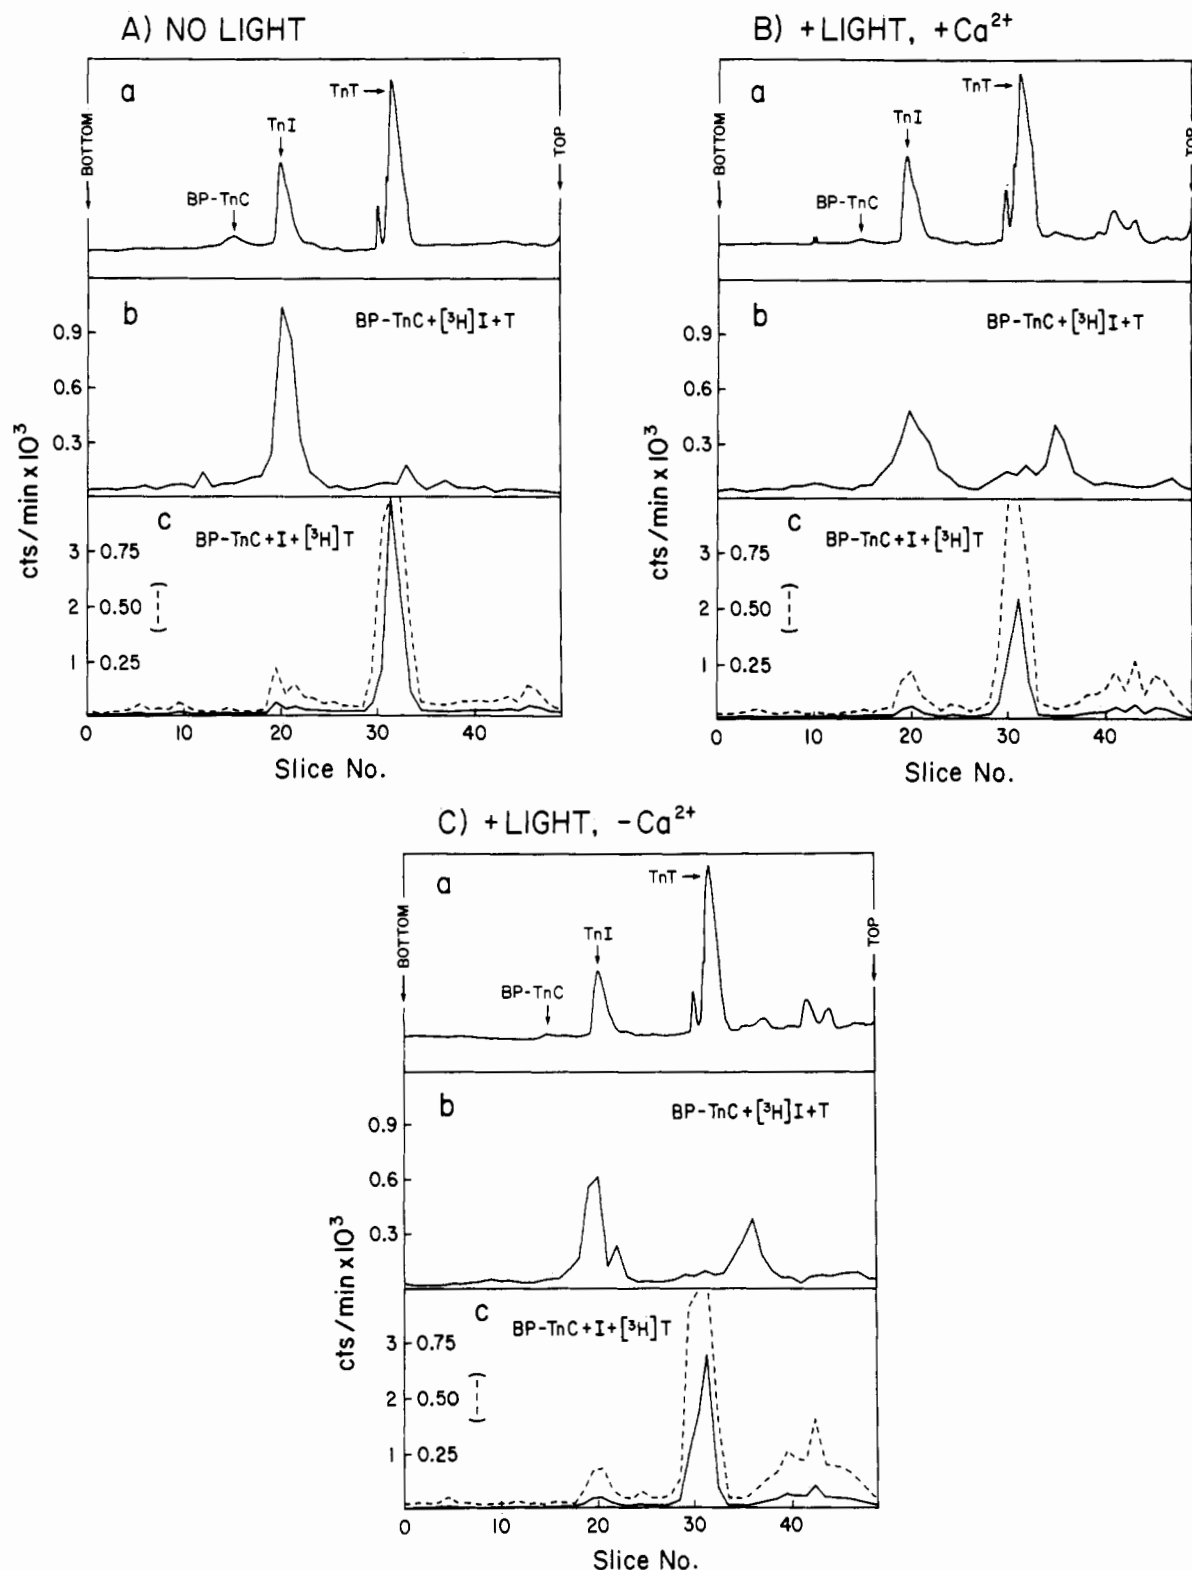 A) NO LIGHT
a
BOTTOM
BP-TnC
TnI
TnT
TOP
b
BP-TnC+[³H]I+T
0.9
0.6
0.3
cts/min x 10³
c
BP-TnC+I+[³H]T
3 0.75
2 0.50 (---)
1 0.25
0 10 20 30 40
Slice No.
B) +LIGHT, +Ca²⁺
a
BOTTOM
BP-TnC
TnI
TnT
TOP
b
BP-TnC+[³H]I+T
0.9
0.6
0.3
cts/min x 10³
c
BP-TnC+I+[³H]T
3 0.75
2 0.50 (---)
1 0.25
0 10 20 30 40
Slice No.
C) +LIGHT, -Ca²⁺
a
BOTTOM
BP-TnC
TnI
TnT
TOP
b
BP-TnC+[³H]I+T
0.9
0.6
0.3
cts/min x10³
c
BP-TnC+I+[³H]T
3 0.75
2 0.50 (---)
1 0.25
0 10 20 30 40
Slice No.